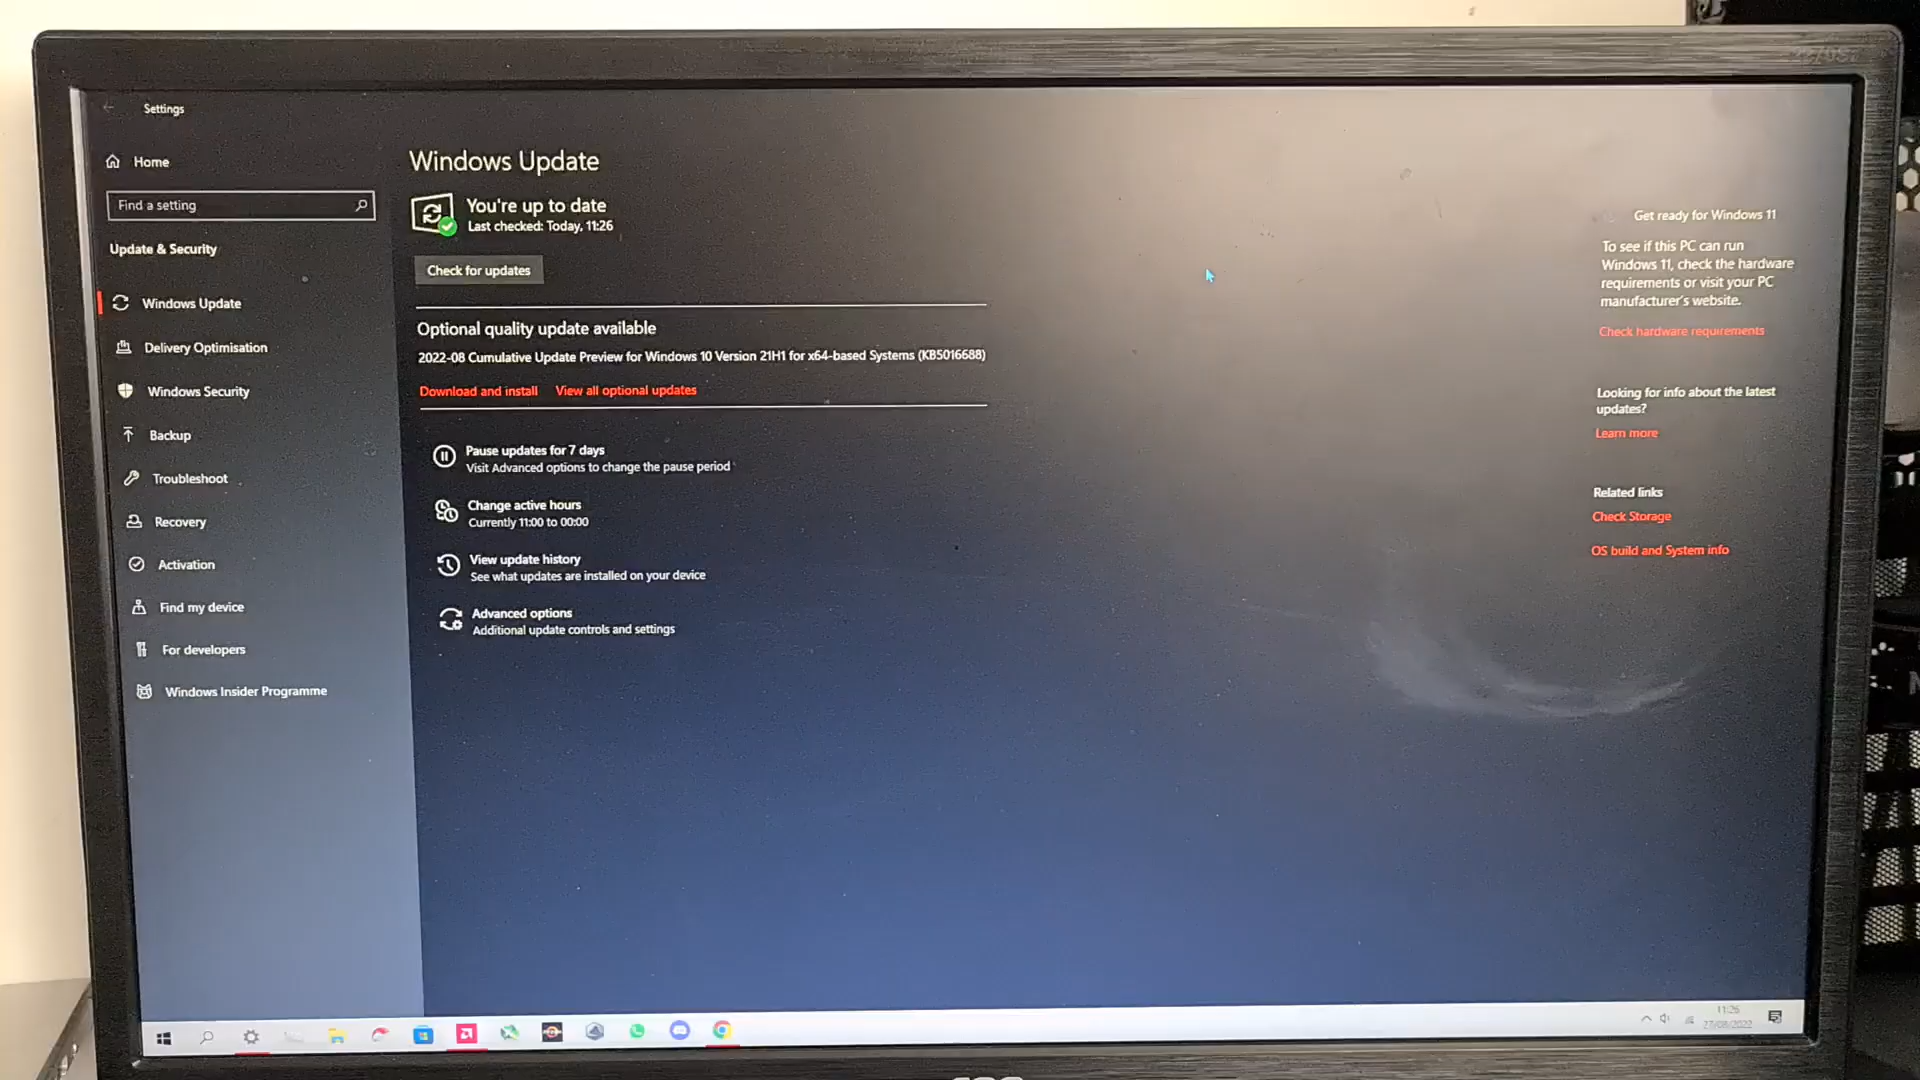 Settings
Home
Find a setting
Update & Security
Windows Update
Delivery Optimisation
Windows Security
Backup
Troubleshoot
Recovery
Activation
Find my device
For developers
Windows Insider Programme
Windows Update
You're up to date
Last checked: Today, 11:26
Check for updates
Optional quality update available
2022-08 Cumulative Update Preview for Windows 10 Version 21H1 for x64-based Systems (KB5016688)
Download and install View all optional updates
Pause updates for 7 days
Visit Advanced options to change the pause period
Change active hours
Currently 11:00 to 00:00
View update history
See what updates are installed on your device
Advanced options
Additional update controls and settings
Get ready for Windows 11
To see if this PC can run
Windows 11, check the hardware
requirements or visit your PC
manufacturer's website.
Check hardware requirements
Looking for info about the latest
updates?
Learn more
Related links
Check Storage
OS build and System info
11:26